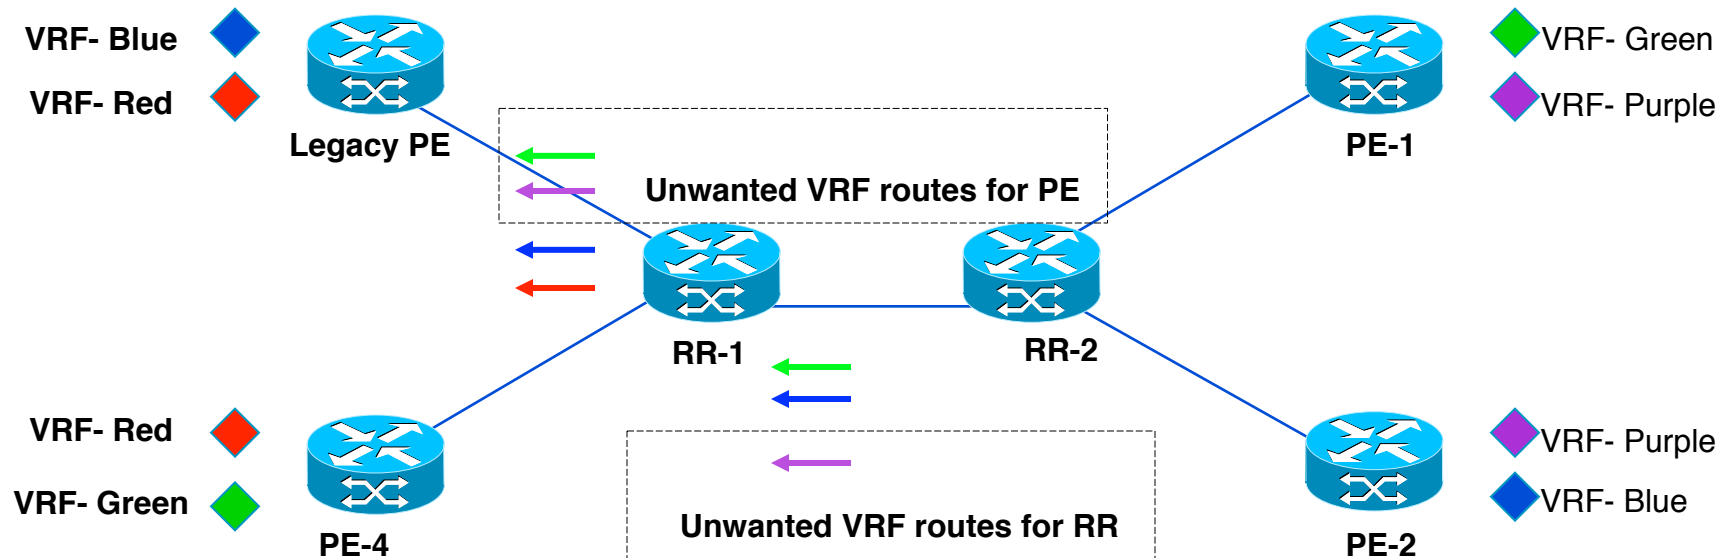 VRF- Blue
VRF- Green
VRF- Red
VRF- Purple
Legacy PE
PE-1
Unwanted VRF routes for PE
RR-1
RR-2
VRF- Red
VRF- Purple
VRF- Green
VRF- Blue
Unwanted VRF routes for RR
PE-4
PE-2